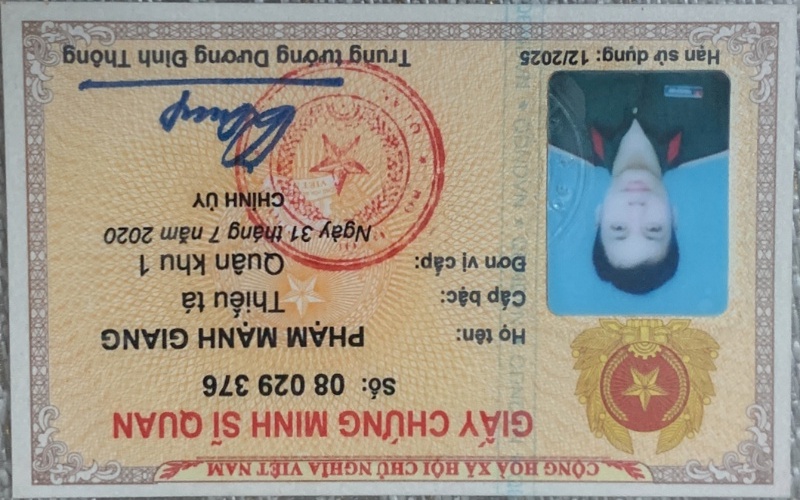 CỘNG HOÀ XÃ HỘI CHỦ NGHĨA VIỆT NAM
GIẤY CHỨNG MINH SĨ QUAN
Số: 08 029 376
Họ tên: PHẠM MẠNH GIANG
Cấp bậc: Thiếu tá
Đơn vị cấp: Quân khu 1
Ngày 31 tháng 7 năm 2020
CHÍNH ỦY
Hạn sử dụng: 12/2025
Trung tướng Dương Đình Thông